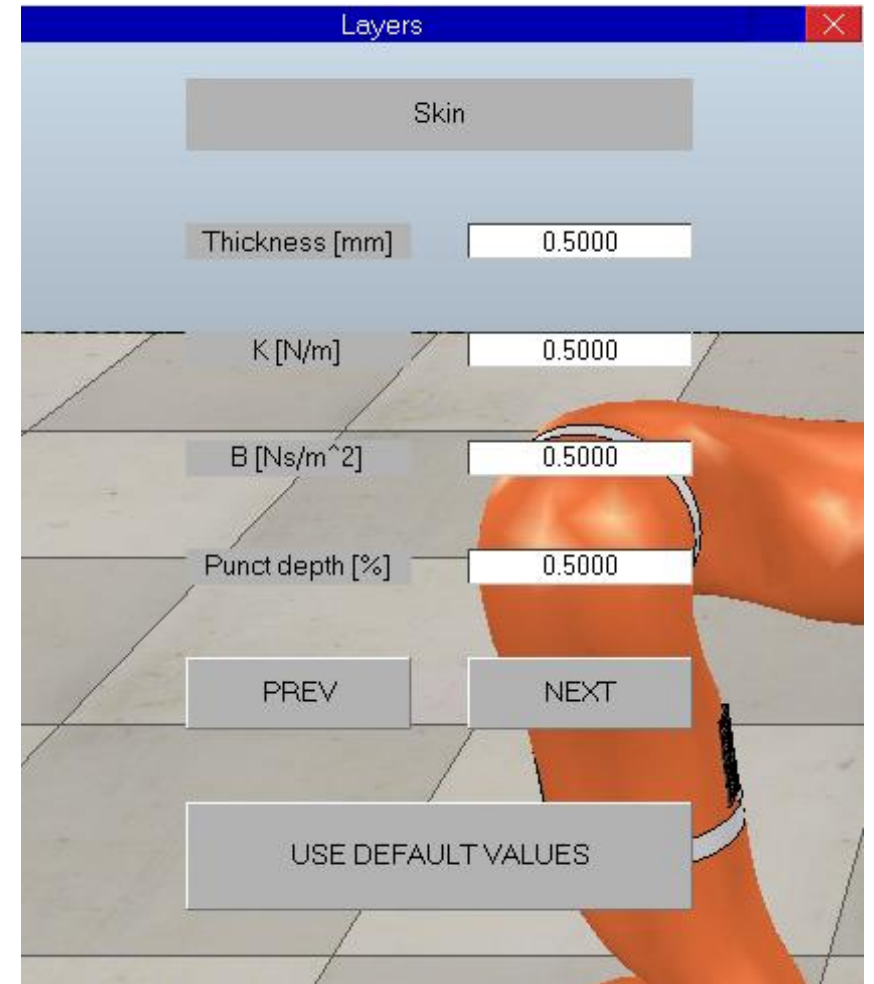 Layers
Skin
Thickness [mm] 0.5000
K [N/m] 0.5000
B [Ns/m^2] 0.5000
Punct depth [%] 0.5000
PREV NEXT
USE DEFAULT VALUES